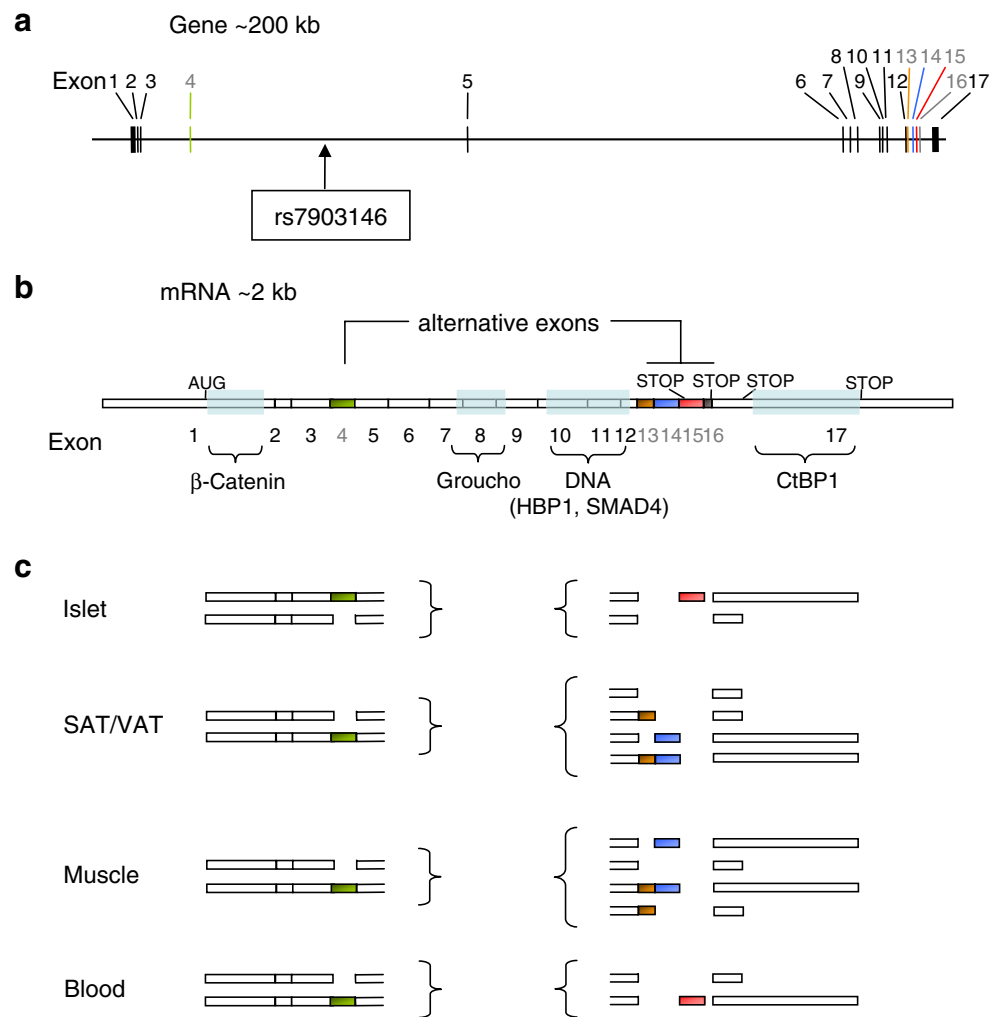 a
Gene ~200 kb
8 10 11 13 14 15
Exon 1 2 3 4 5 6 7 9 12 16 17
rs7903146
b
mRNA ~2 kb
alternative exons
AUG STOP STOP STOP STOP
Exon 1 2 3 4 5 6 7 8 9 10 11 12 13 14 15 16 17
β-Catenin Groucho DNA CtBP1
(HBP1, SMAD4)
c
Islet
SAT/VAT
Muscle
Blood